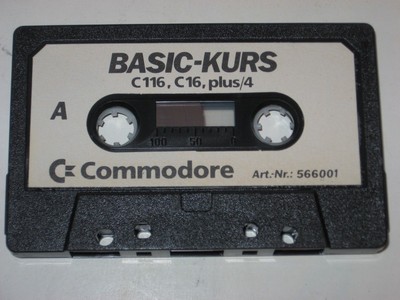 BASIC-KURS
C116, C16, plus/4
A
100 50 0
Commodore
Art.-Nr.: 566001